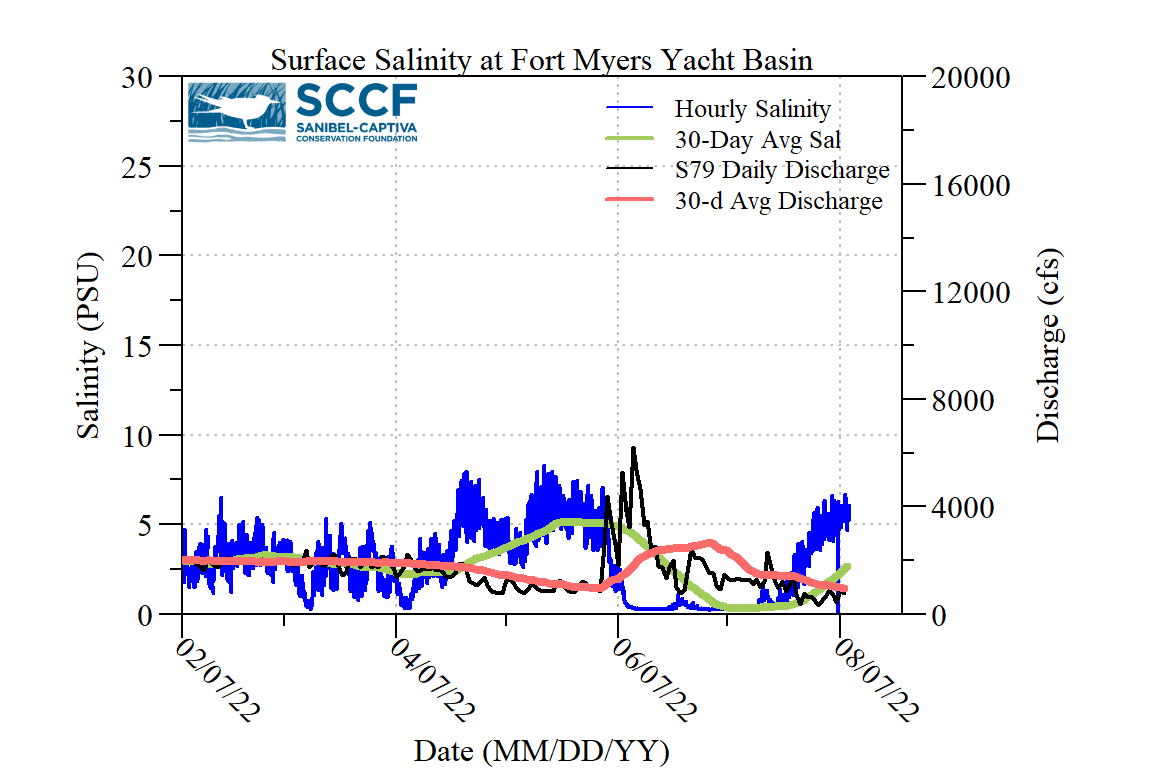 Surface Salinity at Fort Myers Yacht Basin
SCCF
SANIBEL-CAPTIVA
CONSERVATION FOUNDATION
Hourly Salinity
30-Day Avg Sal
S79 Daily Discharge
30-d Avg Discharge
Salinity (PSU)
30
25
20
15
10
5
0
20000
16000
12000
8000
4000
0
Discharge (cfs)
02/07/22
04/07/22
06/07/22
08/07/22
Date (MM/DD/YY)